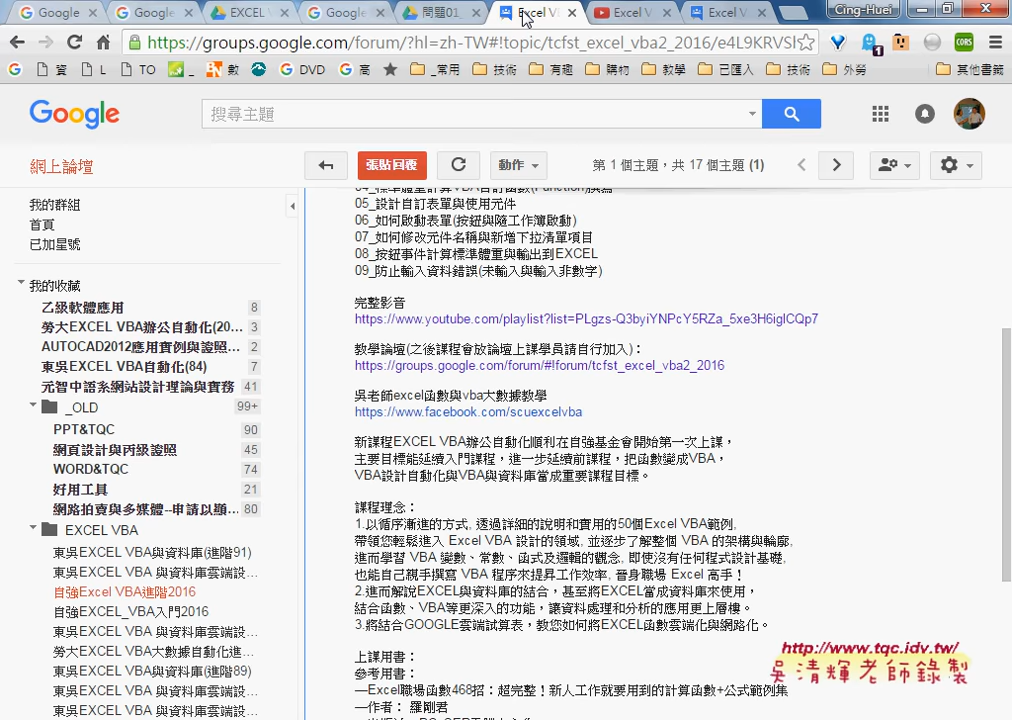 Google
Google
EXCEL
Google
問題01_
Excel V
Excel V
Excel V
Cing-Huei
https://groups.google.com/forum/?hl=zh-TW#!topic/tcfst_excel_vba2_2016/e4L9KRVSl
資
L
TO
數
DVD
高
_常用
技術
有趣
購物
教學
已匯入
技術
外勞
其他書籤
Google
搜尋主題
網上論壇
張貼回覆
動作
第 1 個主題，共 17 個主題 (1)
我的群組
首頁
已加星號
我的收藏
乙級軟體應用 8
勞大EXCEL VBA辦公自動化(20... 3
AUTOCAD2012應用實例與證照... 2
東吳EXCEL VBA自動化(84) 7
元智中語系網站設計理論與實務 41
_OLD 99+
PPT&TQC 90
網頁設計與丙級證照 45
WORD&TQC 74
好用工具 21
網路拍賣與多媒體--申請以顯... 80
EXCEL VBA
東吳EXCEL VBA與資料庫(進階91)
東吳EXCEL VBA 與資料庫雲端設...
自強Excel VBA進階2016
自強EXCEL_VBA入門2016
東吳EXCEL VBA 與資料庫雲端設...
勞大EXCEL VBA大數據自動化進...
東吳EXCEL VBA與資料庫(進階89)
東吳EXCEL VBA 與資料庫雲端設...
東吳EXCEL VBA 與資料庫雲端設...
04_標準體重計算VBA自訂函數(Function)撰寫
05_設計自訂表單與使用元件
06_如何啟動表單(按鈕與隨工作簿啟動)
07_如何修改元件名稱與新增下拉清單項目
08_按鈕事件計算標準體重與輸出到EXCEL
09_防止輸入資料錯誤(未輸入與輸入非數字)
完整影音
https://www.youtube.com/playlist?list=PLgzs-Q3byiYNPcY5RZa_5xe3H6iglCQp7
教學論壇(之後課程會放論壇上課學員請自行加入)：
https://groups.google.com/forum/#!forum/tcfst_excel_vba2_2016
吳老師excel函數與vba大數據教學
https://www.facebook.com/scuexcelvba
新課程EXCEL VBA辦公自動化順利在自強基金會開始第一次上課，
主要目標能延續入門課程，進一步延續前課程，把函數變成VBA，
VBA設計自動化與VBA與資料庫當成重要課程目標。
課程理念：
1.以循序漸進的方式, 透過詳細的說明和實用的50個Excel VBA範例,
帶領您輕鬆進入 Excel VBA 設計的領域, 並逐步了解整個 VBA 的架構與輪廓,
進而學習 VBA 變數、常數、函式及邏輯的觀念, 即使沒有任何程式設計基礎,
也能自己親手撰寫 VBA 程序來提昇工作效率, 晉身職場 Excel 高手！
2.進而解說EXCEL與資料庫的結合，甚至將EXCEL當成資料庫來使用，
結合函數、VBA等更深入的功能，讓資料處理和分析的應用更上層樓。
3.將結合GOOGLE雲端試算表，教您如何將EXCEL函數雲端化與網路化。
上課用書：
參考用書：
—Excel職場函數468招：超完整！新人工作就要用到的計算函數+公式範例集
—作者： 羅剛君
http://www.tqc.idv.tw/
吳清輝老師錄製